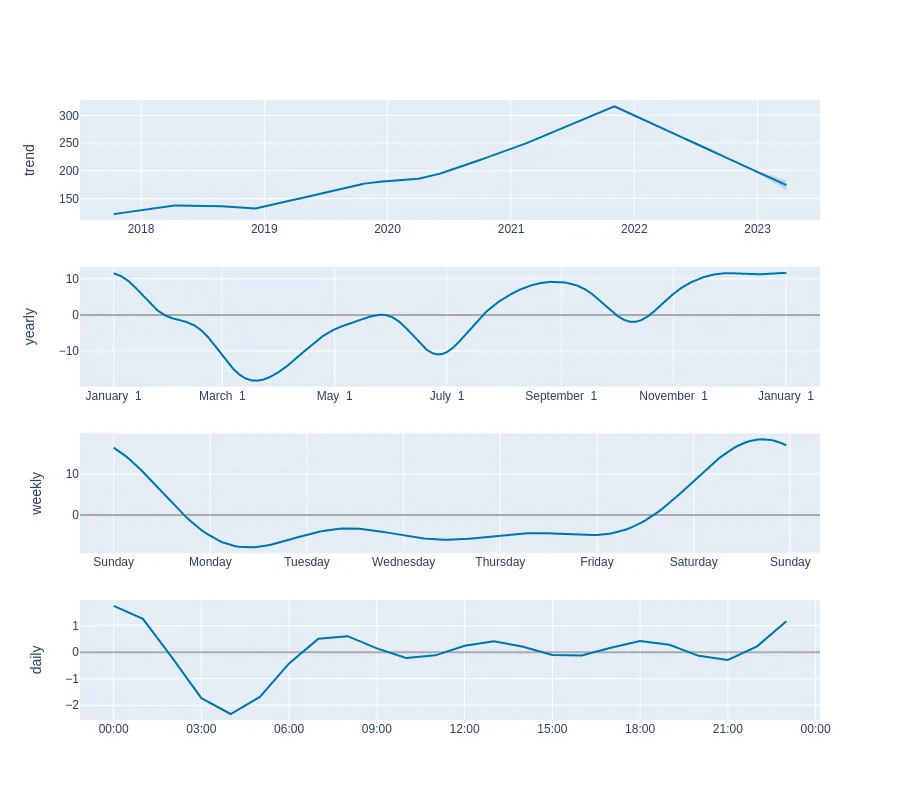 trend
300
250
200
150
2018 2019 2020 2021 2022 2023
yearly
10
0
−10
January 1 March 1 May 1 July 1 September 1 November 1 January 1
weekly
10
0
Sunday Monday Tuesday Wednesday Thursday Friday Saturday Sunday
daily
1
0
−1
−2
00:00 03:00 06:00 09:00 12:00 15:00 18:00 21:00 00:00